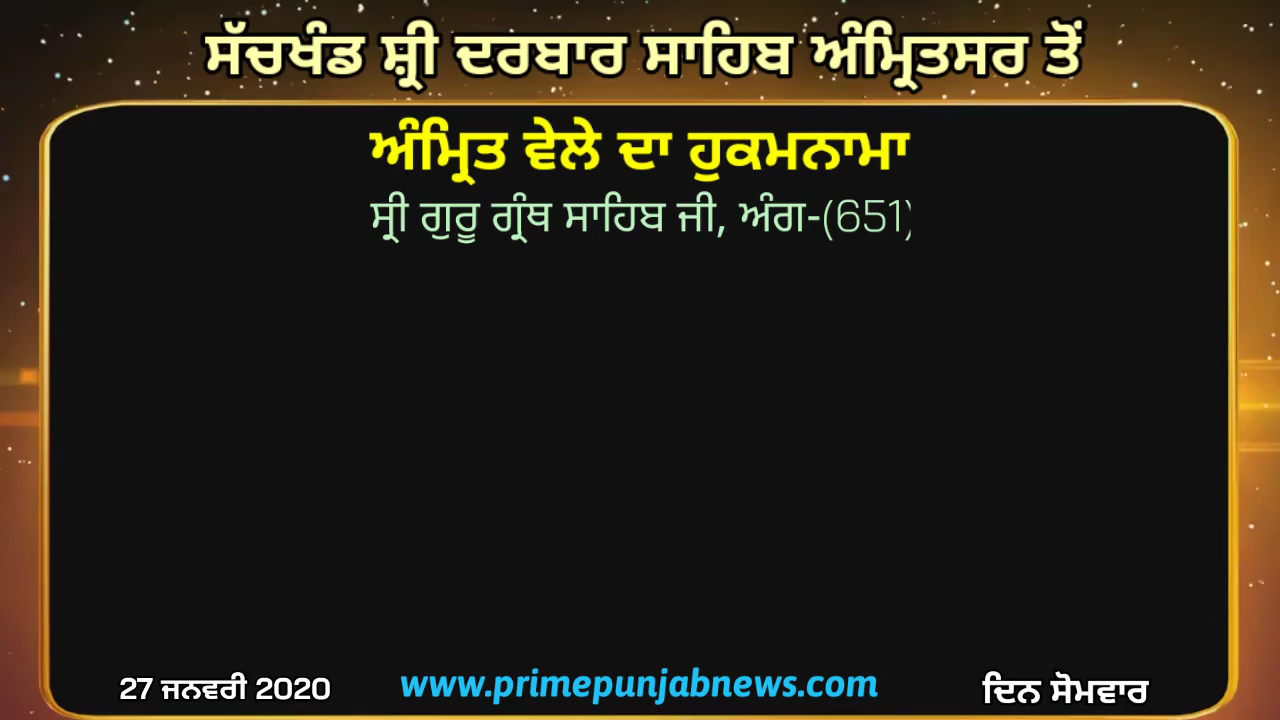 ਸੱਚਖੰਡ ਸ਼੍ਰੀ ਦਰਬਾਰ ਸਾਹਿਬ ਅੰਮ੍ਰਿਤਸਰ ਤੋਂ
ਅੰਮ੍ਰਿਤ ਵੇਲੇ ਦਾ ਹੁਕਮਨਾਮਾ
ਸ੍ਰੀ ਗੁਰੂ ਗ੍ਰੰਥ ਸਾਹਿਬ ਜੀ, ਅੰਗ-(651)
27 ਜਨਵਰੀ 2020 www.primepunjabnews.com ਦਿਨ ਸੋਮਵਾਰ